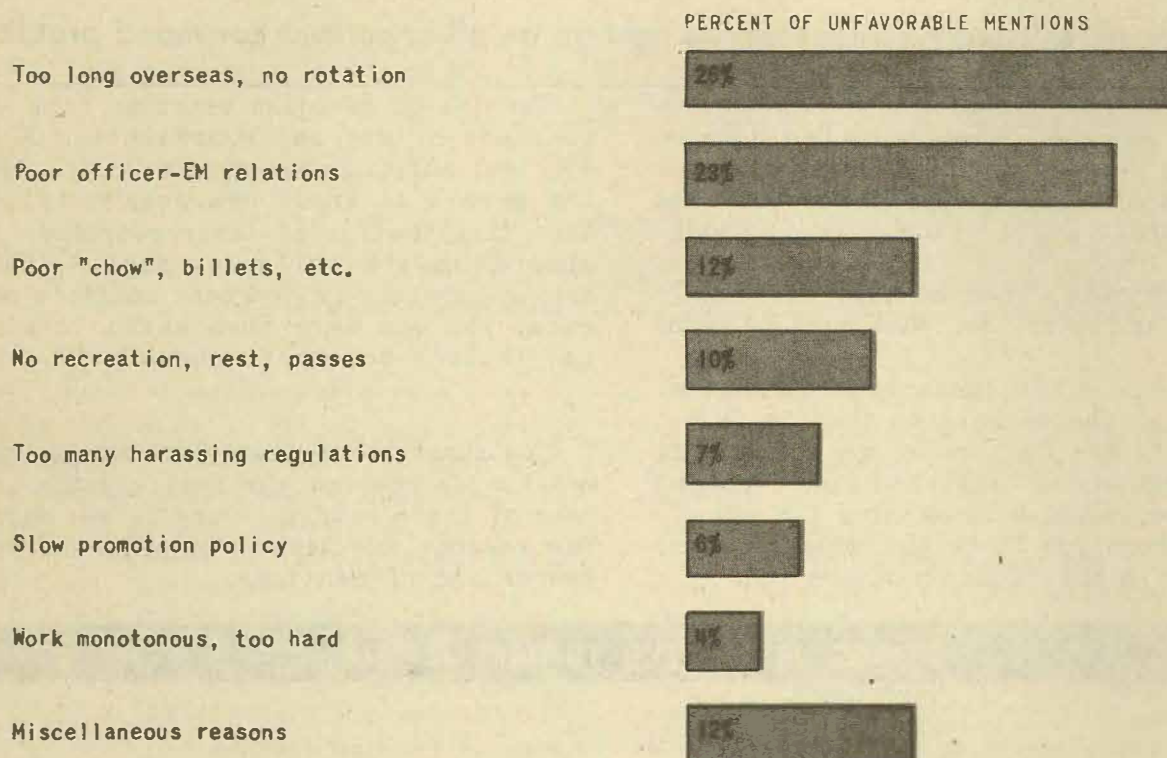 PERCENT OF UNFAVORABLE MENTIONS
Too long overseas, no rotation 26%
Poor officer-EM relations 23%
Poor "chow", billets, etc. 12%
No recreation, rest, passes 10%
Too many harassing regulations 7%
Slow promotion policy 6%
Work monotonous, too hard 4%
Miscellaneous reasons 12%